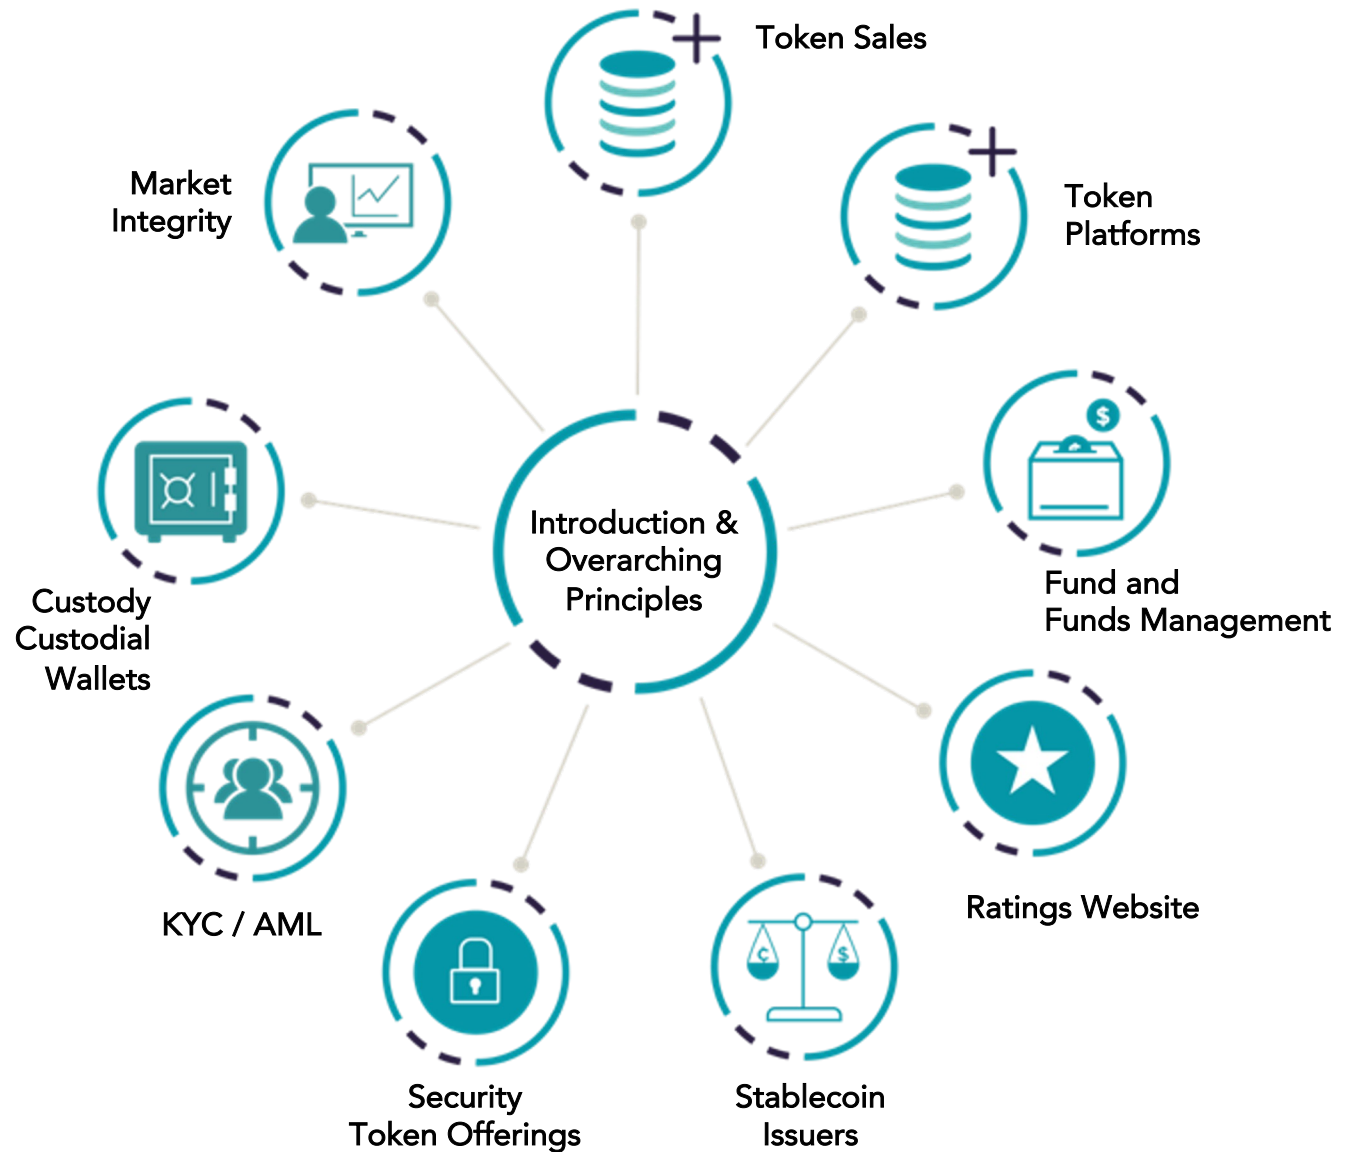 Token Sales
Token
Platforms
Fund and
Funds Management
Ratings Website
Stablecoin
Issuers
Security
Token Offerings
KYC / AML
Custody
Custodial
Wallets
Market
Integrity
Introduction &
Overarching
Principles
$
¢
$